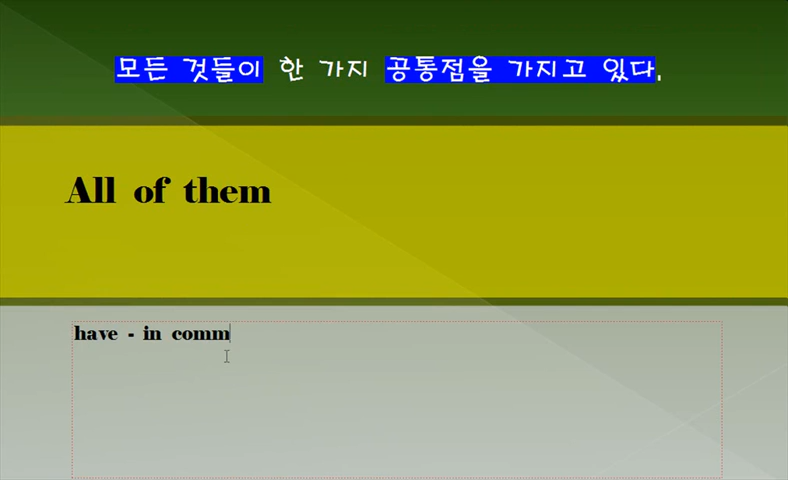 모든 것들이 한 가지 공통점을 가지고 있다.
All of them
have - in comm